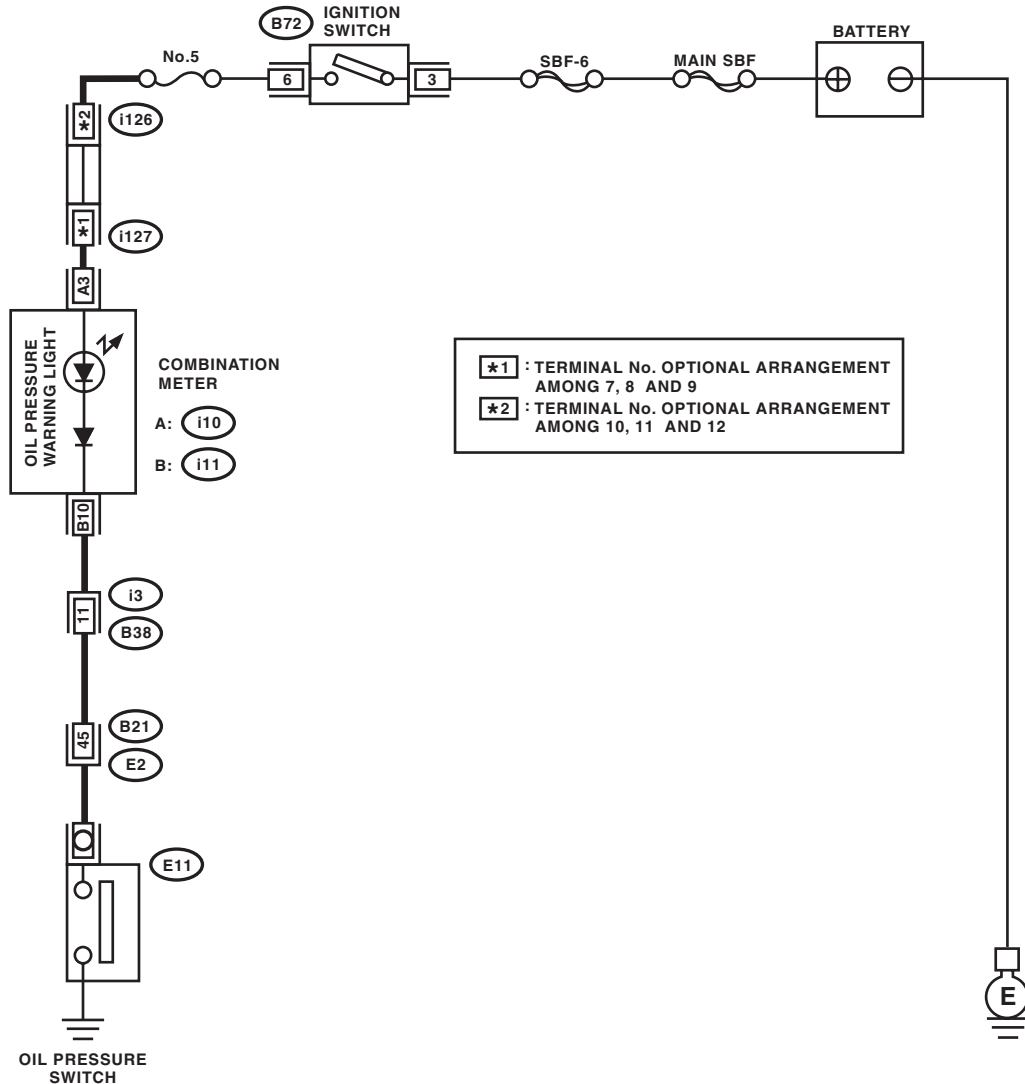 B72
IGNITION
SWITCH
No.5
6
3
SBF-6
MAIN SBF
BATTERY
*2
i126
*1
i127
A3
OIL PRESSURE
WARNING LIGHT
COMBINATION
METER
A: i10
B: i11
*1 : TERMINAL No. OPTIONAL ARRANGEMENT
AMONG 7, 8 AND 9
*2 : TERMINAL No. OPTIONAL ARRANGEMENT
AMONG 10, 11 AND 12
B10
11
i3
B38
45
B21
E2
E11
E
OIL PRESSURE
SWITCH